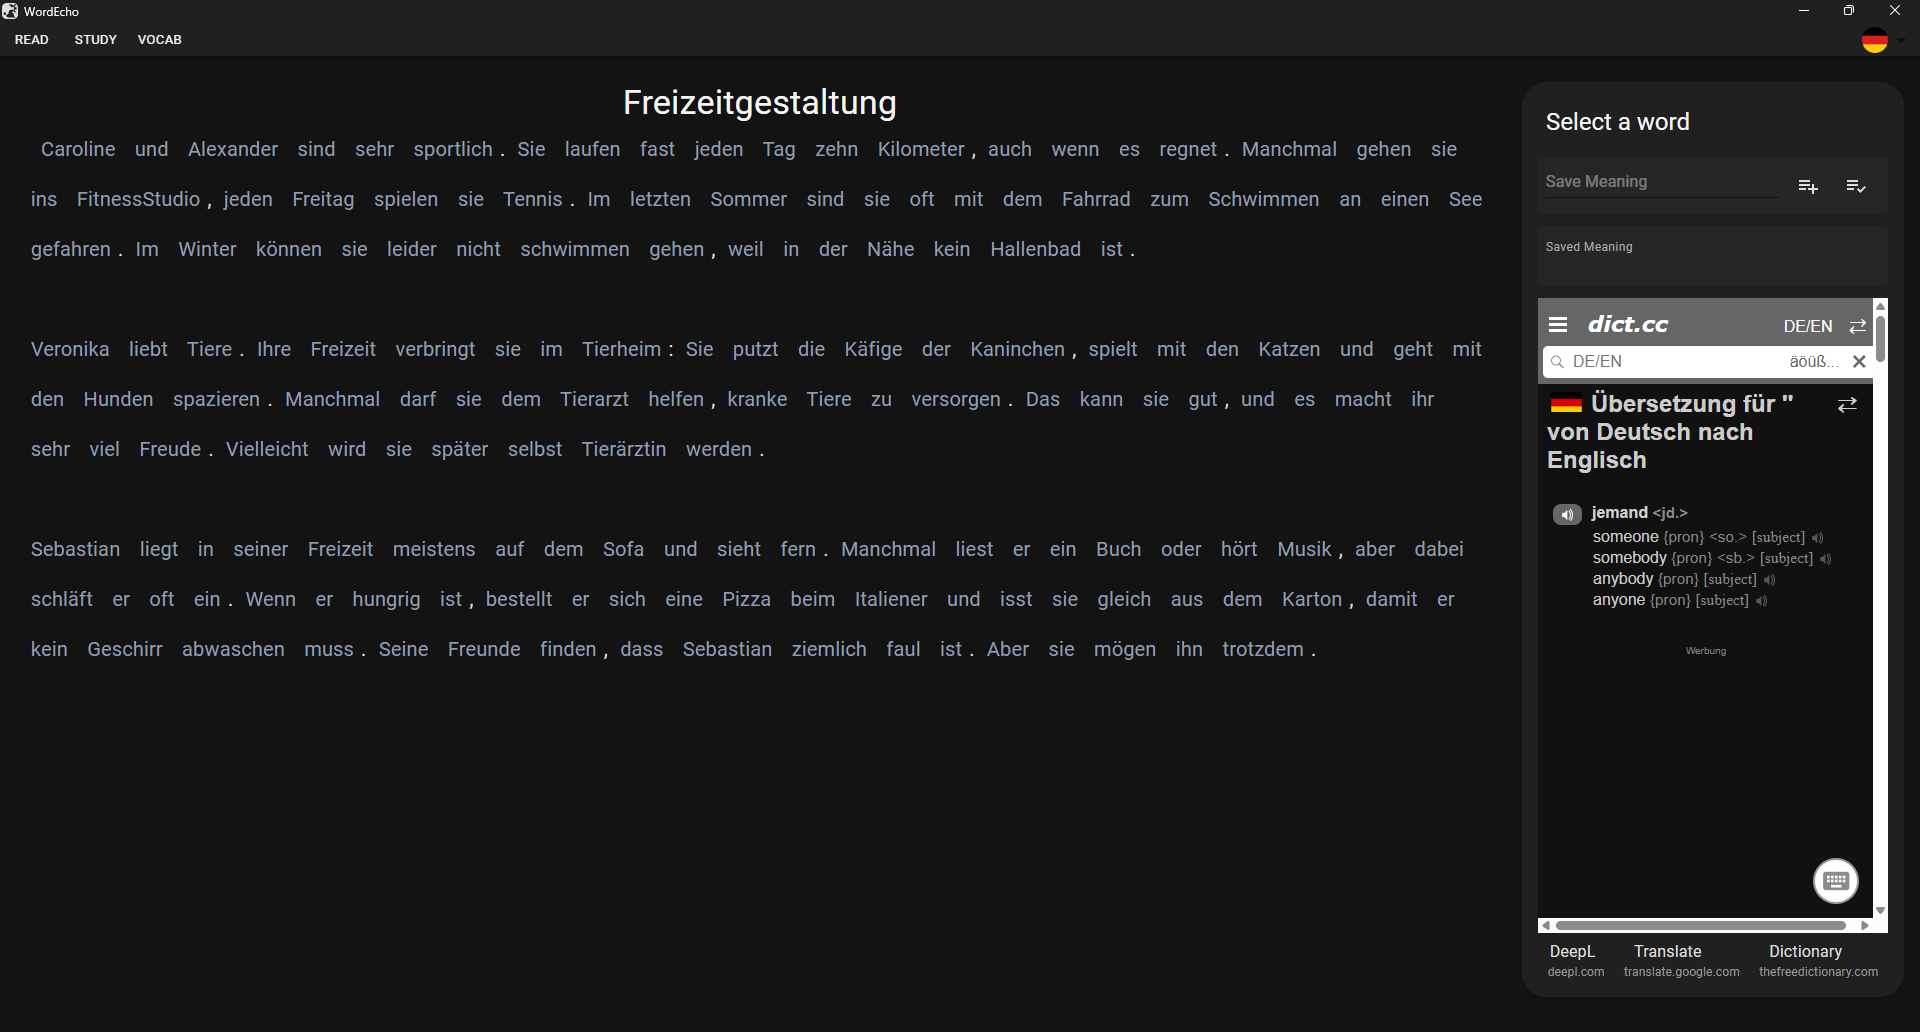 WordEcho
READ STUDY VOCAB
Freizeitgestaltung
Caroline und Alexander sind sehr sportlich. Sie laufen fast jeden Tag zehn Kilometer, auch wenn es regnet. Manchmal gehen sie
ins FitnessStudio, jeden Freitag spielen sie Tennis. Im letzten Sommer sind sie oft mit dem Fahrrad zum Schwimmen an einen See
gefahren. Im Winter können sie leider nicht schwimmen gehen, weil in der Nähe kein Hallenbad ist.
Veronika liebt Tiere. Ihre Freizeit verbringt sie im Tierheim: Sie putzt die Käfige der Kaninchen, spielt mit den Katzen und geht mit
den Hunden spazieren. Manchmal darf sie dem Tierarzt helfen, kranke Tiere zu versorgen. Das kann sie gut, und es macht ihr
sehr viel Freude. Vielleicht wird sie später selbst Tierärztin werden.
Sebastian liegt in seiner Freizeit meistens auf dem Sofa und sieht fern. Manchmal liest er ein Buch oder hört Musik, aber dabei
schläft er oft ein. Wenn er hungrig ist, bestellt er sich eine Pizza beim Italiener und isst sie gleich aus dem Karton, damit er
kein Geschirr abwaschen muss. Seine Freunde finden, dass Sebastian ziemlich faul ist. Aber sie mögen ihn trotzdem.
Select a word
Save Meaning
Saved Meaning
dict.cc DE/EN
DE/EN äöüß...
Übersetzung für "
von Deutsch nach
Englisch
jemand <jd.>
someone {pron} <so.> [subject]
somebody {pron} <sb.> [subject]
anybody {pron} [subject]
anyone {pron} [subject]
Werbung
DeepL Translate Dictionary
deepl.com translate.google.com thefreedictionary.com